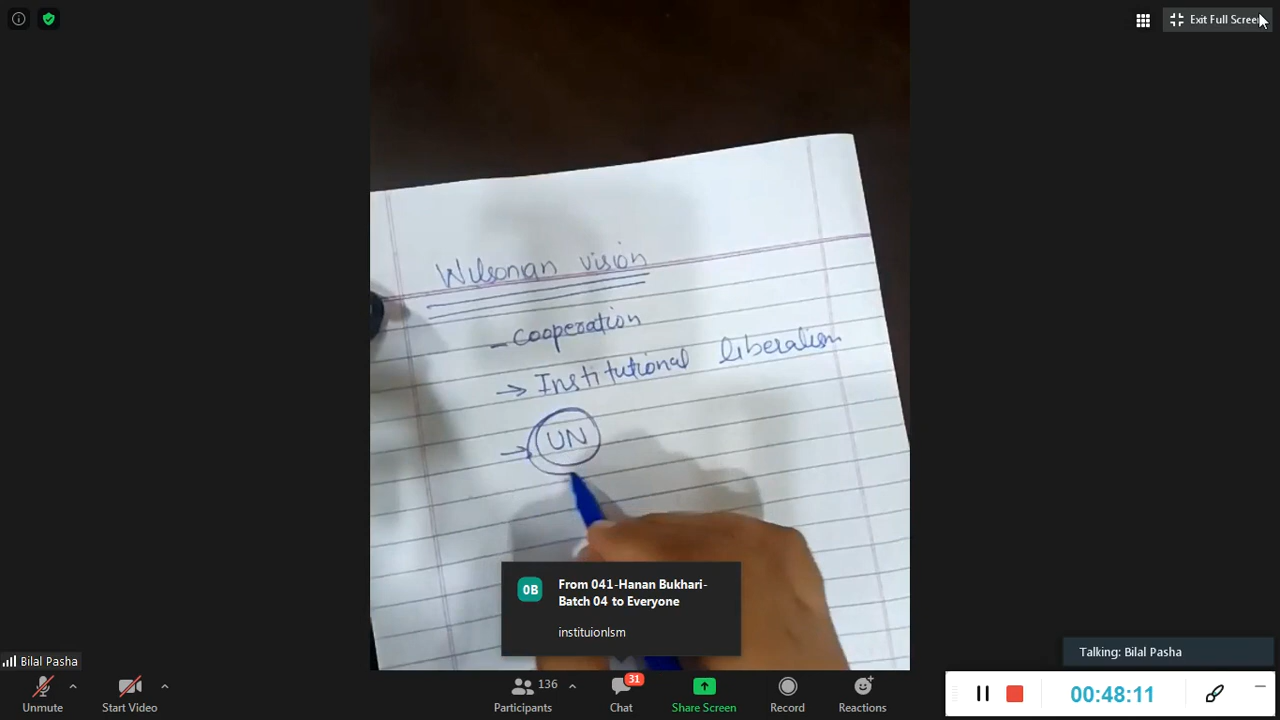 Exit Full Screen
Wilsonian vision
- Cooperation
→ Institutional liberalism
→ UN
0B
From 041-Hanan Bukhari-
Batch 04 to Everyone
instituionlsm
Bilal Pasha
Talking: Bilal Pasha
Unmute
Start Video
136
Participants
31
Chat
Share Screen
Record
Reactions
00:48:11